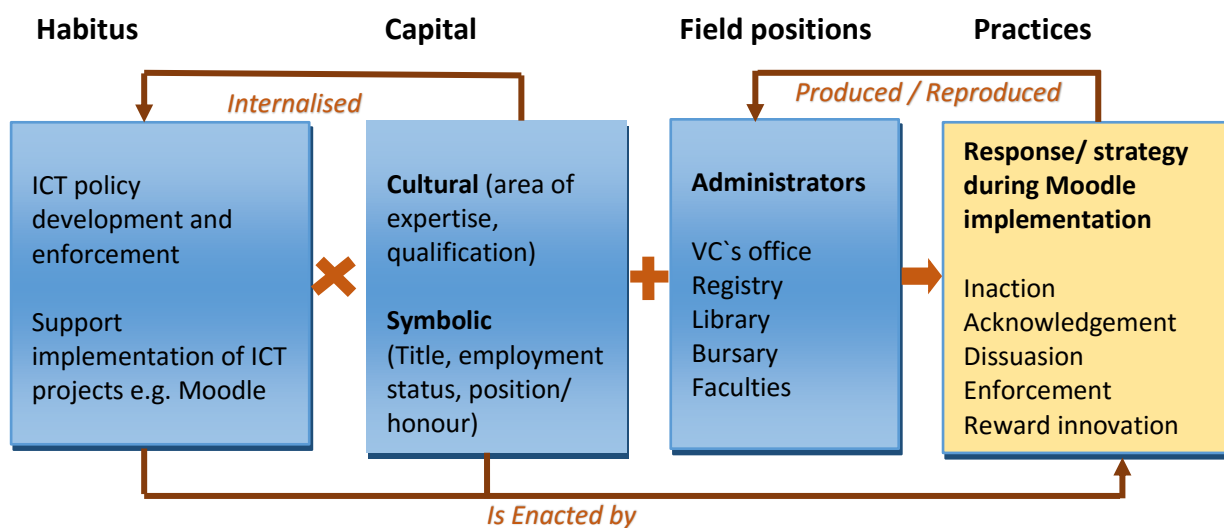 Habitus
Capital
Field positions
Practices
Internalised
Produced / Reproduced
ICT policy
development and
enforcement
Support
implementation of ICT
projects e.g. Moodle
Cultural (area of
expertise,
qualification)
Symbolic
(Title, employment
status, position/
honour)
Administrators
VC`s office
Registry
Library
Bursary
Faculties
Response/ strategy
during Moodle
implementation
Inaction
Acknowledgement
Dissuasion
Enforcement
Reward innovation
Is Enacted by